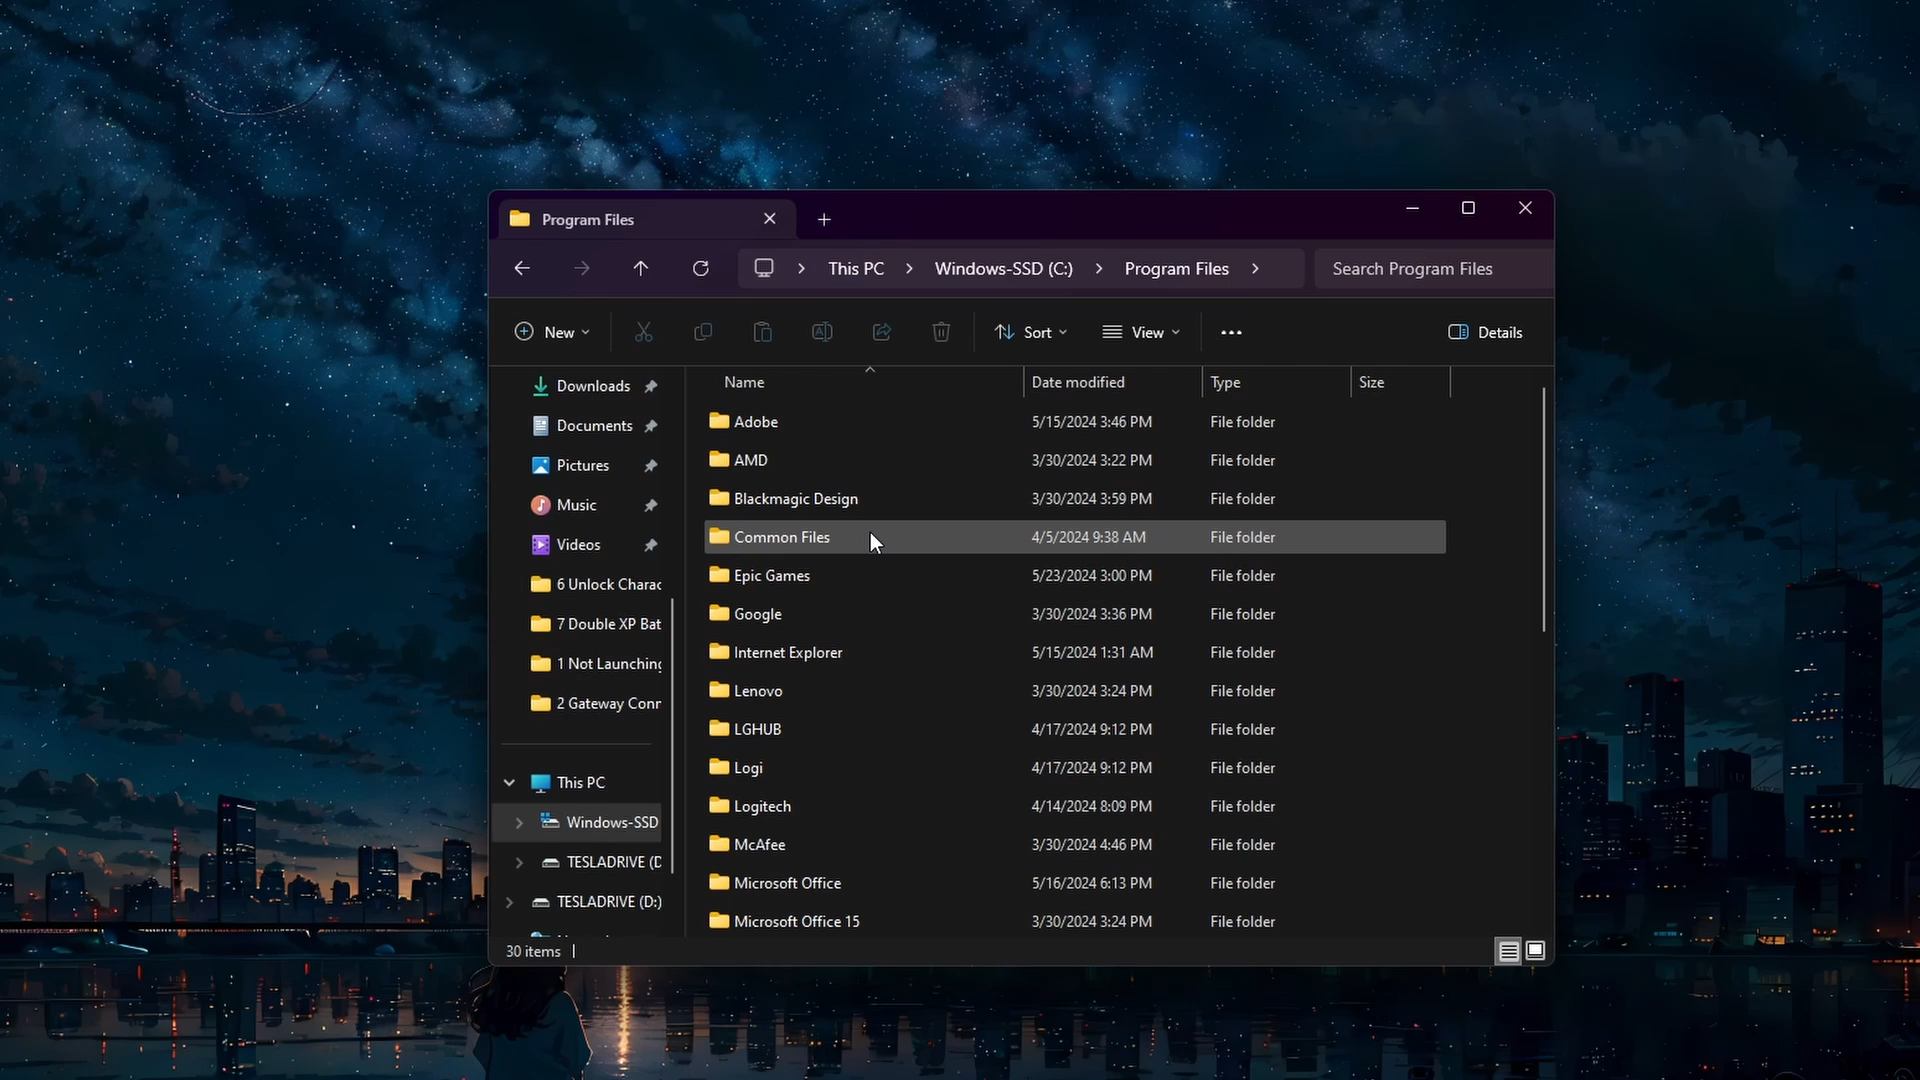 Program Files
This PC
Windows-SSD (C:)
Program Files
Search Program Files
New
Sort
View
Details
Downloads
Documents
Pictures
Music
Videos
6 Unlock Charac
7 Double XP Bat
1 Not Launching
2 Gateway Conn
This PC
Windows-SSD
TESLADRIVE (D
TESLADRIVE (D:)
Name Date modified Type Size
Adobe 5/15/2024 3:46 PM File folder
AMD 3/30/2024 3:22 PM File folder
Blackmagic Design 3/30/2024 3:59 PM File folder
Common Files 4/5/2024 9:38 AM File folder
Epic Games 5/23/2024 3:00 PM File folder
Google 3/30/2024 3:36 PM File folder
Internet Explorer 5/15/2024 1:31 AM File folder
Lenovo 3/30/2024 3:24 PM File folder
LGHUB 4/17/2024 9:12 PM File folder
Logi 4/17/2024 9:12 PM File folder
Logitech 4/14/2024 8:09 PM File folder
McAfee 3/30/2024 4:46 PM File folder
Microsoft Office 5/16/2024 6:13 PM File folder
Microsoft Office 15 3/30/2024 3:24 PM File folder
30 items